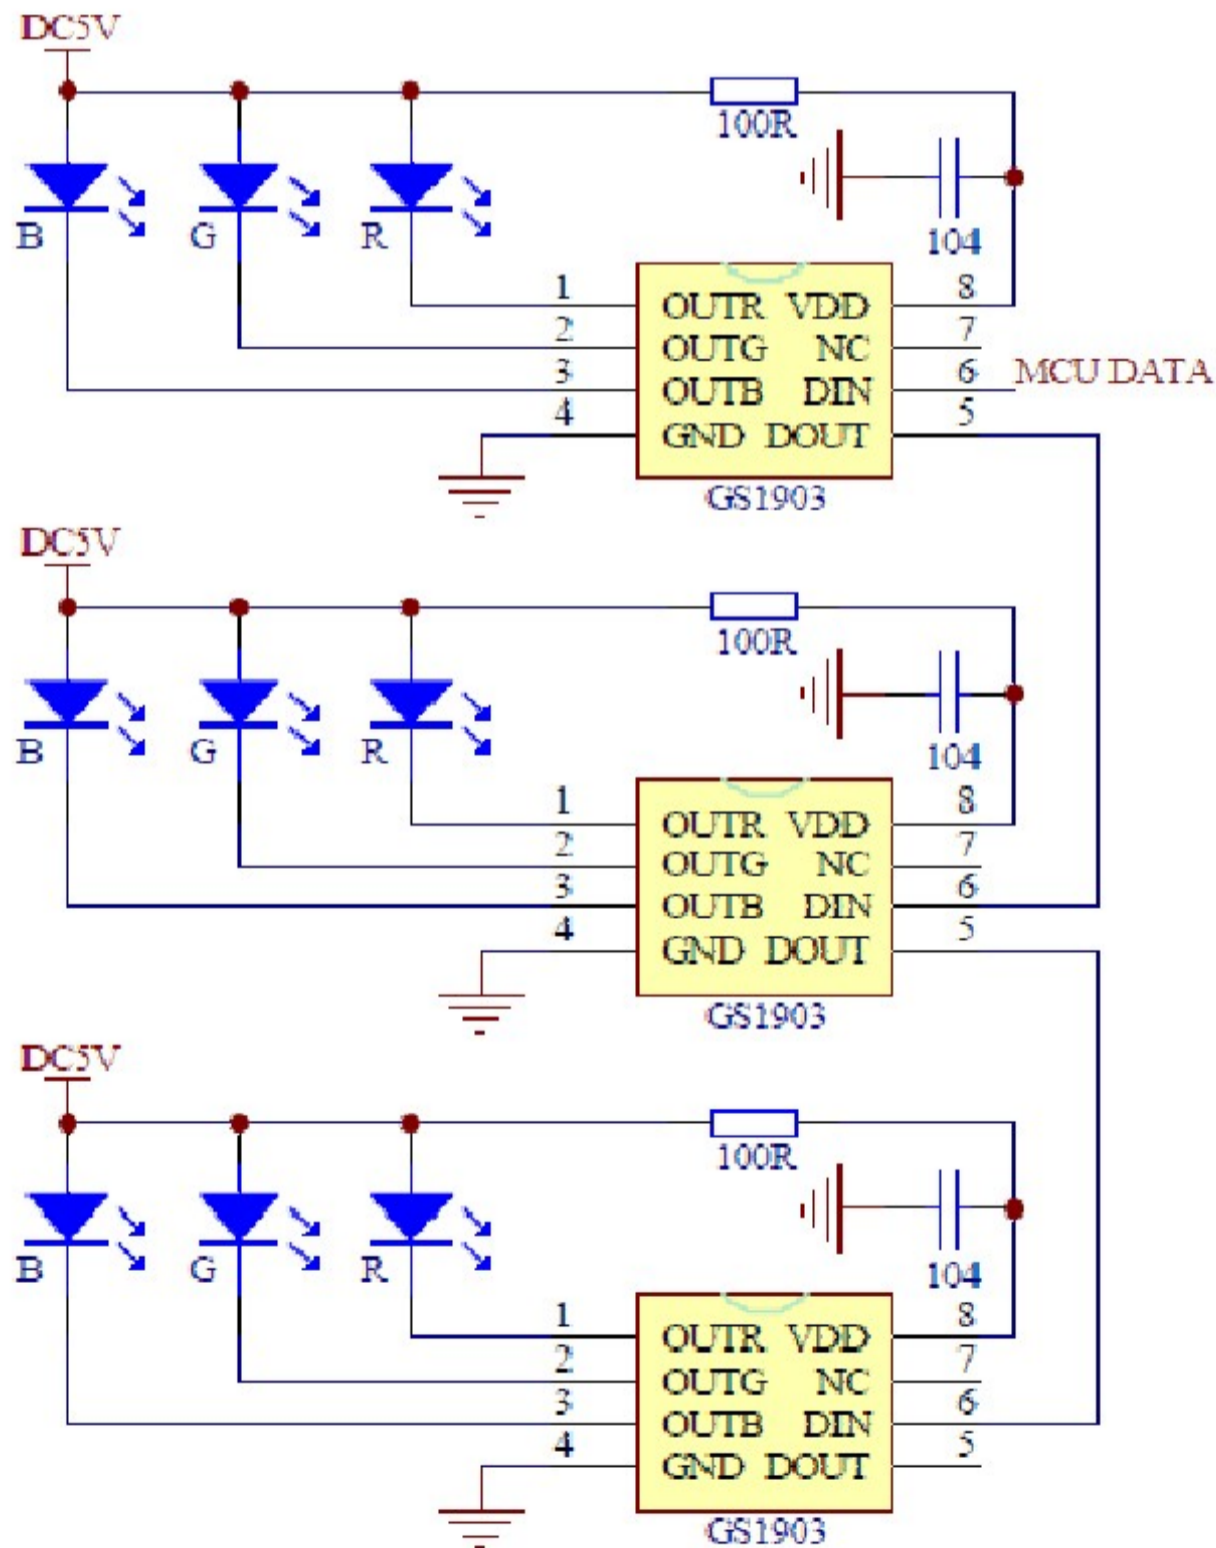 DC5V
100R
104
B
G
R
1
OUTR VDD
8
2
OUTG NC
7
3
OUTB DIN
6
MCU DATA
4
GND DOUT
5
GS1903
DC5V
100R
104
B
G
R
1
OUTR VDD
8
2
OUTG NC
7
3
OUTB DIN
6
4
GND DOUT
5
GS1903
DC5V
100R
104
B
G
R
1
OUTR VDD
8
2
OUTG NC
7
3
OUTB DIN
6
4
GND DOUT
5
GS1903